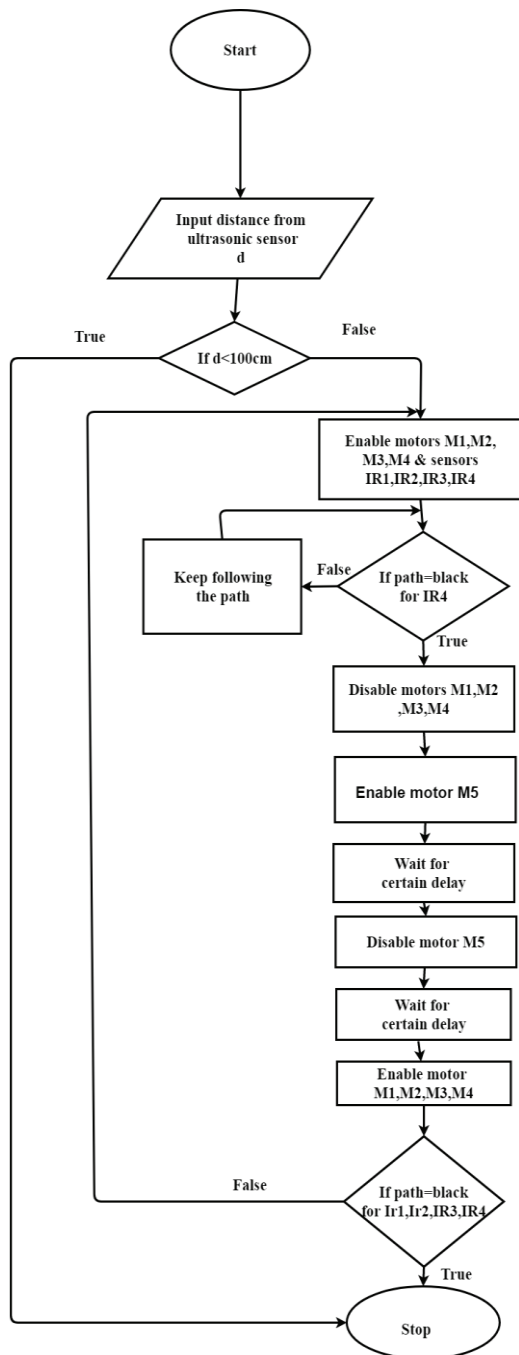 Start
Input distance from
ultrasonic sensor
d
True
False
If d<100cm
Enable motors M1,M2,
M3,M4 & sensors
IR1,IR2,IR3,IR4
Keep following
the path
False
If path=black
for IR4
True
Disable motors M1,M2
,M3,M4
Enable motor M5
Wait for
certain delay
Disable motor M5
Wait for
certain delay
Enable motor
M1,M2,M3,M4
False
If path=black
for Ir1,Ir2,IR3,IR4
True
Stop